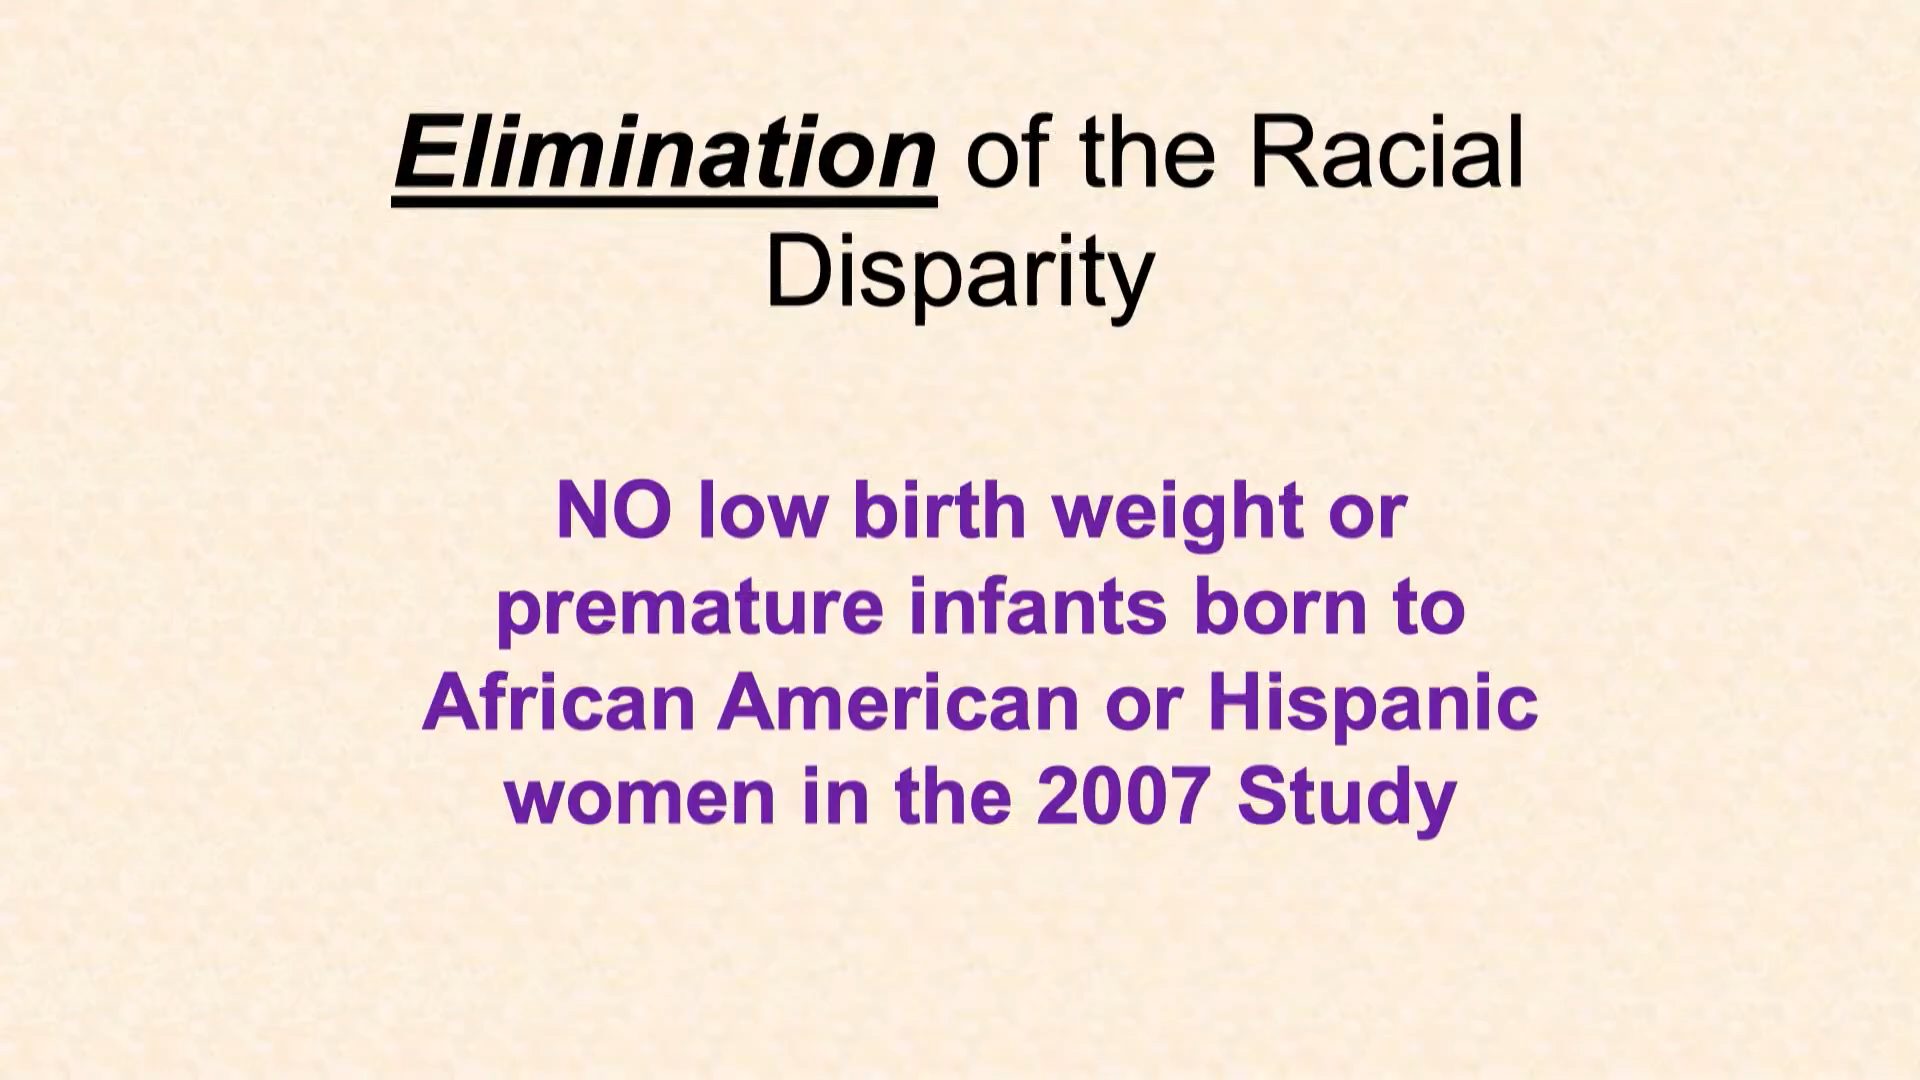 Elimination of the Racial
Disparity
NO low birth weight or
premature infants born to
African American or Hispanic
women in the 2007 Study